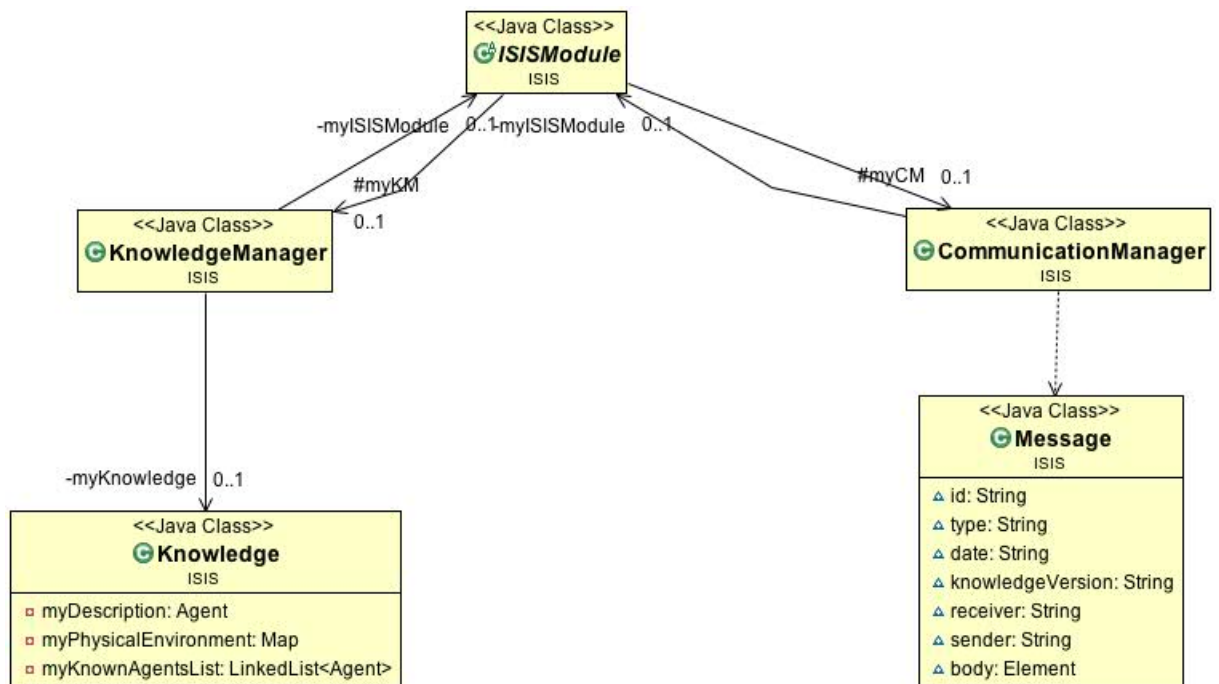 <<Java Class>>
ISISModule
ISIS
-myISISModule
0..1
-myISISModule
0..1
#myKM
0..1
#myCM
0..1
<<Java Class>>
KnowledgeManager
ISIS
<<Java Class>>
CommunicationManager
ISIS
-myKnowledge
0..1
<<Java Class>>
Knowledge
ISIS
myDescription: Agent
myPhysicalEnvironment: Map
myKnownAgentsList: LinkedList<Agent>
<<Java Class>>
Message
ISIS
id: String
type: String
date: String
knowledgeVersion: String
receiver: String
sender: String
body: Element